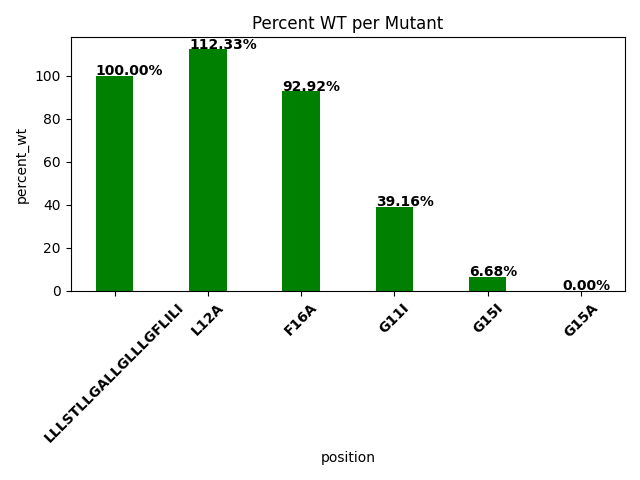 Percent WT per Mutant
percent_wt
100
80
60
40
20
0
100.00%
112.33%
92.92%
39.16%
6.68%
0.00%
LLLSTLLGALLGLLLGFLILI
L12A
F16A
G11I
G15I
G15A
position